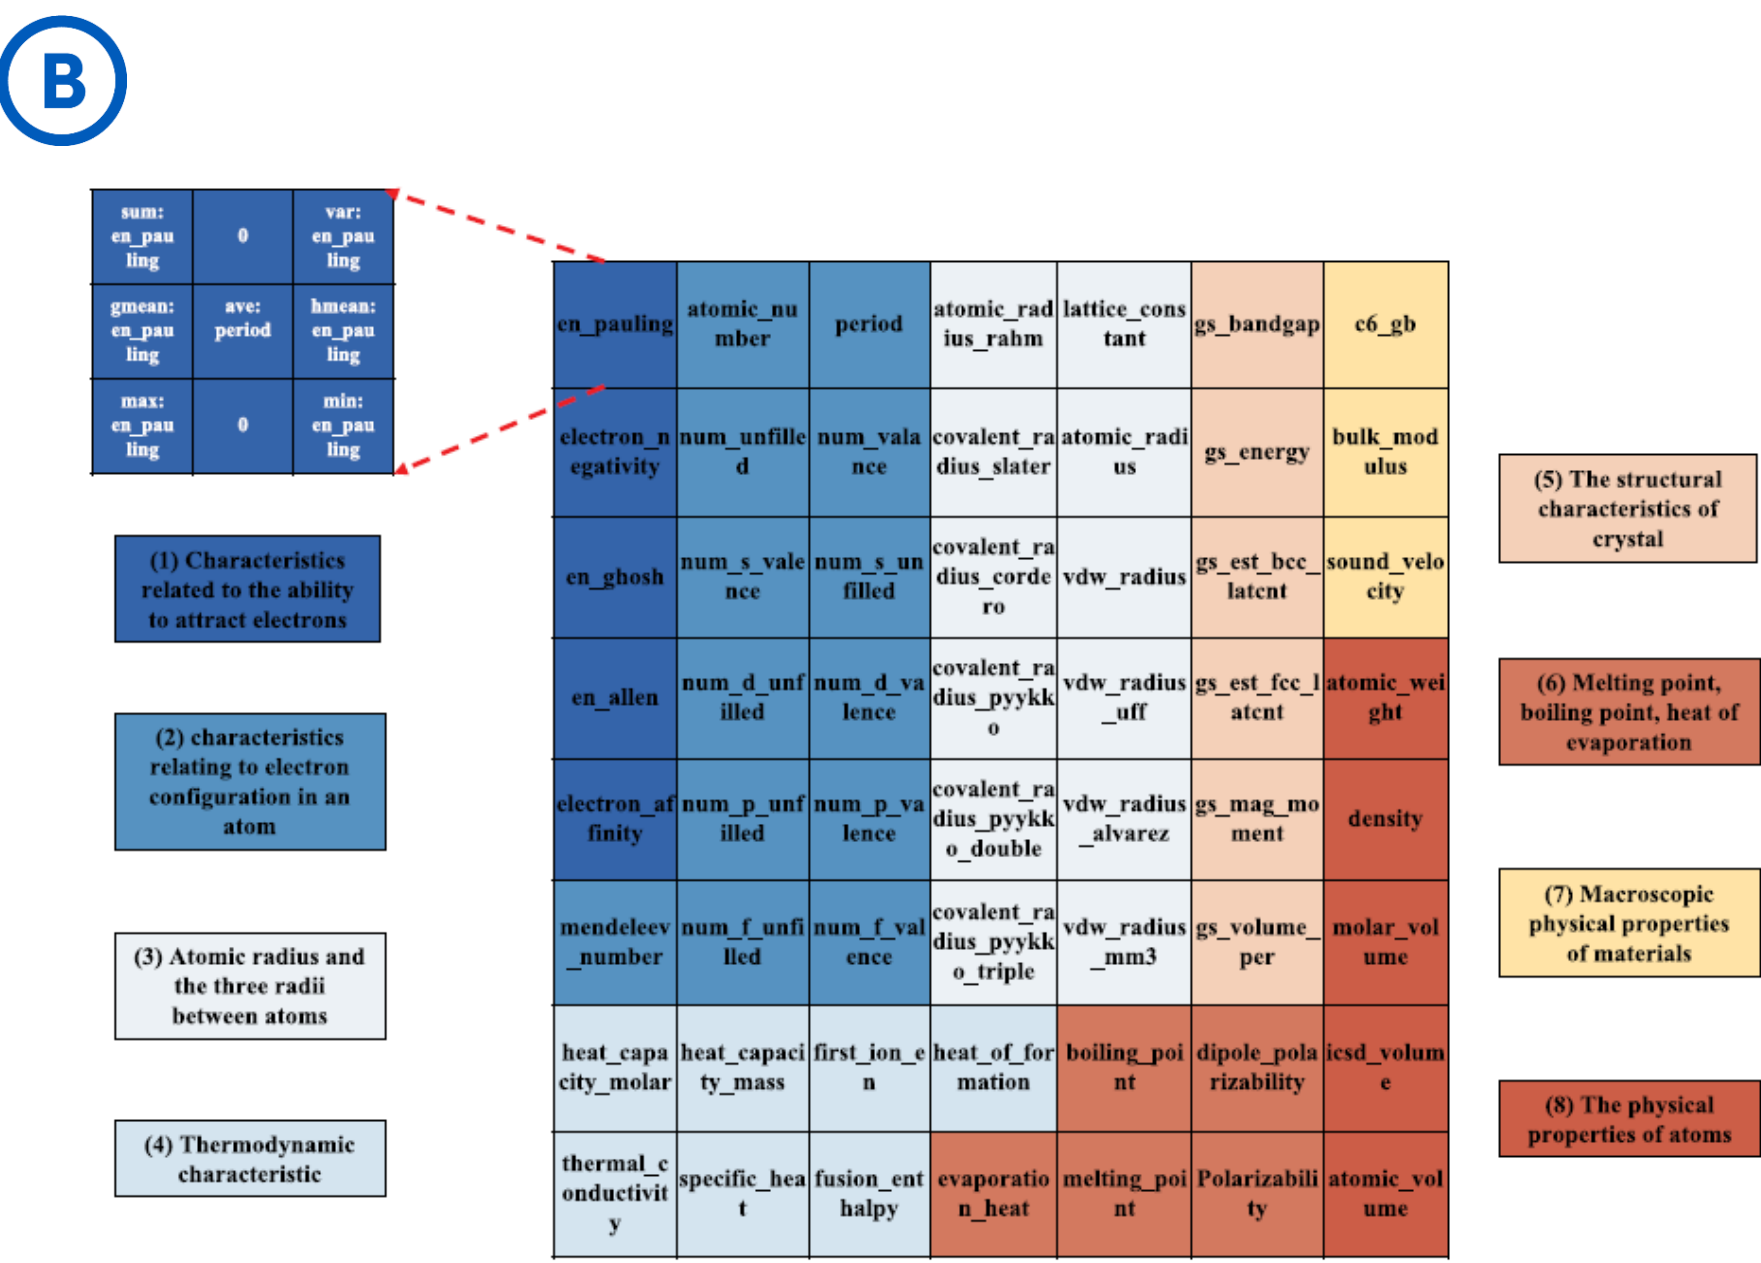 B
sum:
en_pau
ling
0
var:
en_pau
ling
gmean:
en_pau
ling
ave:
period
hmean:
en_pau
ling
max:
en_pau
ling
0
min:
en_pau
ling
(1) Characteristics
related to the ability
to attract electrons
(2) characteristics
relating to electron
configuration in an
atom
(3) Atomic radius and
the three radii
between atoms
(4) Thermodynamic
characteristic
en_pauling
atomic_nu
mber
period
atomic_rad
ius_rahm
lattice_cons
tant
gs_bandgap
c6_gb
electron_n
egativity
num_unfille
d
num_vala
nce
covalent_ra
dius_slater
atomic_radi
us
gs_energy
bulk_mod
ulus
en_ghosh
num_s_vale
nce
num_s_un
filled
covalent_ra
dius_corde
ro
vdw_radius
gs_est_bcc_
latcnt
sound_velo
city
en_allen
num_d_unf
illed
num_d_va
lence
covalent_ra
dius_pyykk
o
vdw_radius
_uff
gs_est_fcc_l
atcnt
atomic_wei
ght
electron_af
finity
num_p_unf
illed
num_p_va
lence
covalent_ra
dius_pyykk
o_double
vdw_radius
_alvarez
gs_mag_mo
ment
density
mendeleev
_number
num_f_unfi
lled
num_f_val
ence
covalent_ra
dius_pyykk
o_triple
vdw_radius
_mm3
gs_volume_
per
molar_vol
ume
heat_capa
city_molar
heat_capaci
ty_mass
first_ion_e
n
heat_of_for
mation
boiling_poi
nt
dipole_pola
rizability
icsd_volum
e
thermal_c
onductivit
y
specific_hea
t
fusion_ent
halpy
evaporatio
n_heat
melting_poi
nt
Polarizabili
ty
atomic_vol
ume
(5) The structural
characteristics of
crystal
(6) Melting point,
boiling point, heat of
evaporation
(7) Macroscopic
physical properties
of materials
(8) The physical
properties of atoms